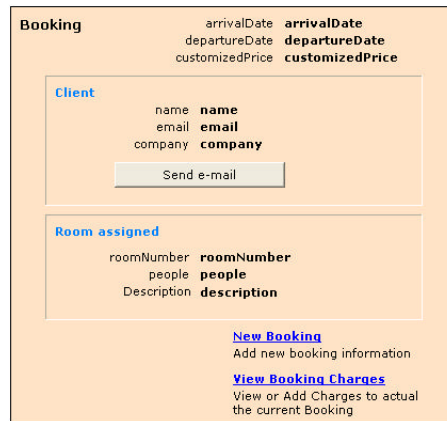 Booking
arrivalDate arrivalDate
departureDate departureDate
customizedPrice customizedPrice
Client
name name
email email
company company
Send e-mail
Room assigned
roomNumber roomNumber
people people
Description description
New Booking
Add new booking information
View Booking Charges
View or Add Charges to actual
the current Booking